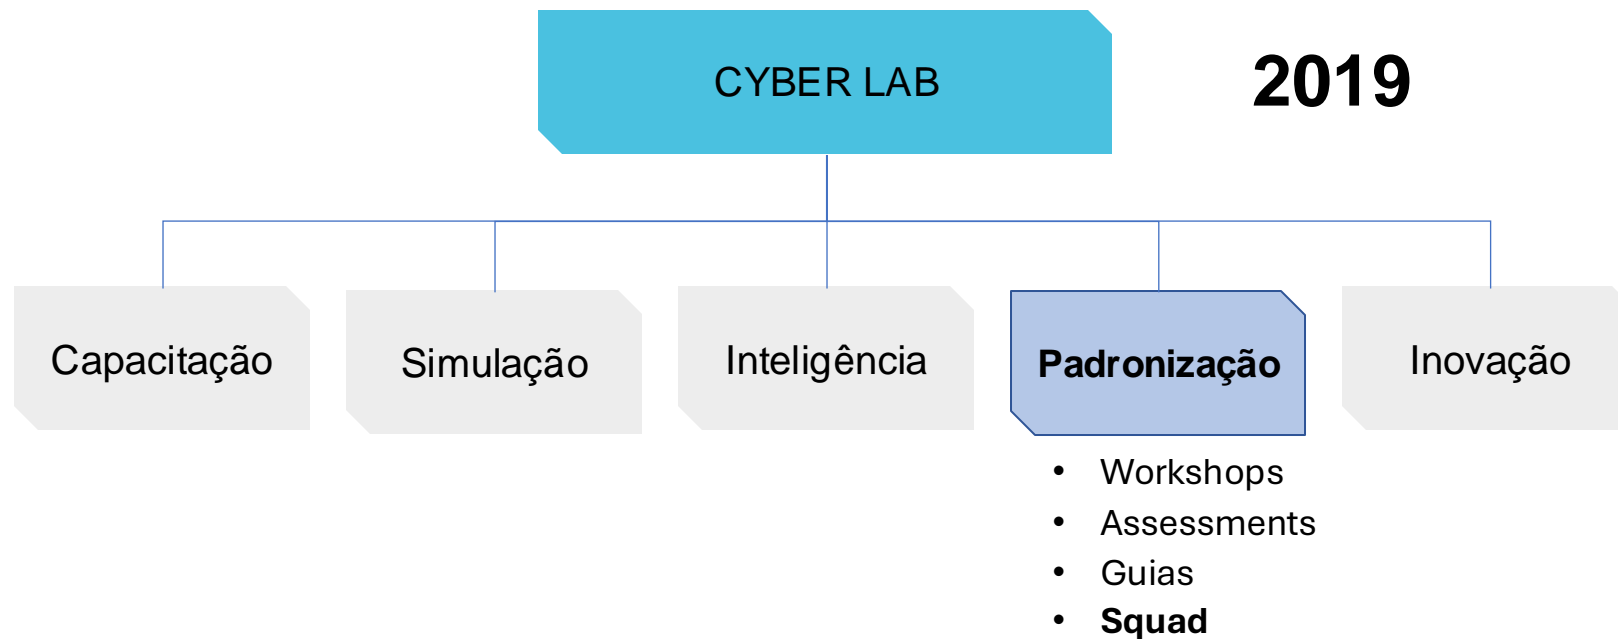 CYBER LAB
2019
Capacitação
Simulação
Inteligência
Padronização
Inovação
• Workshops
• Assessments
• Guias
• Squad